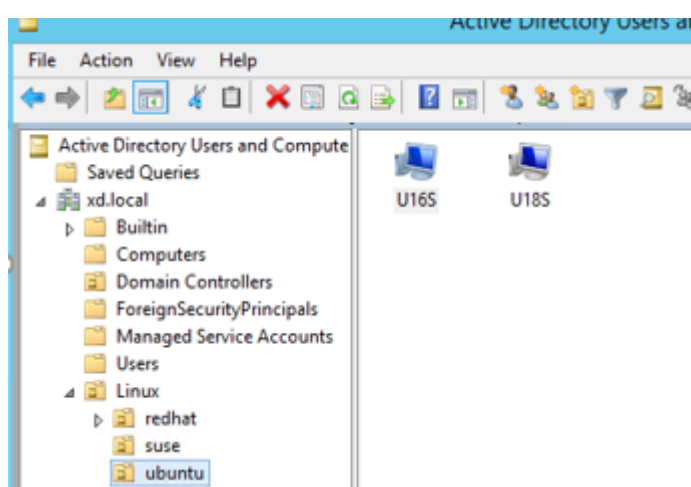 Active Directory Users a
File Action View Help
Active Directory Users and Compute
Saved Queries
xd.local
Builtin
Computers
Domain Controllers
ForeignSecurityPrincipals
Managed Service Accounts
Users
Linux
redhat
suse
ubuntu
U16S U18S